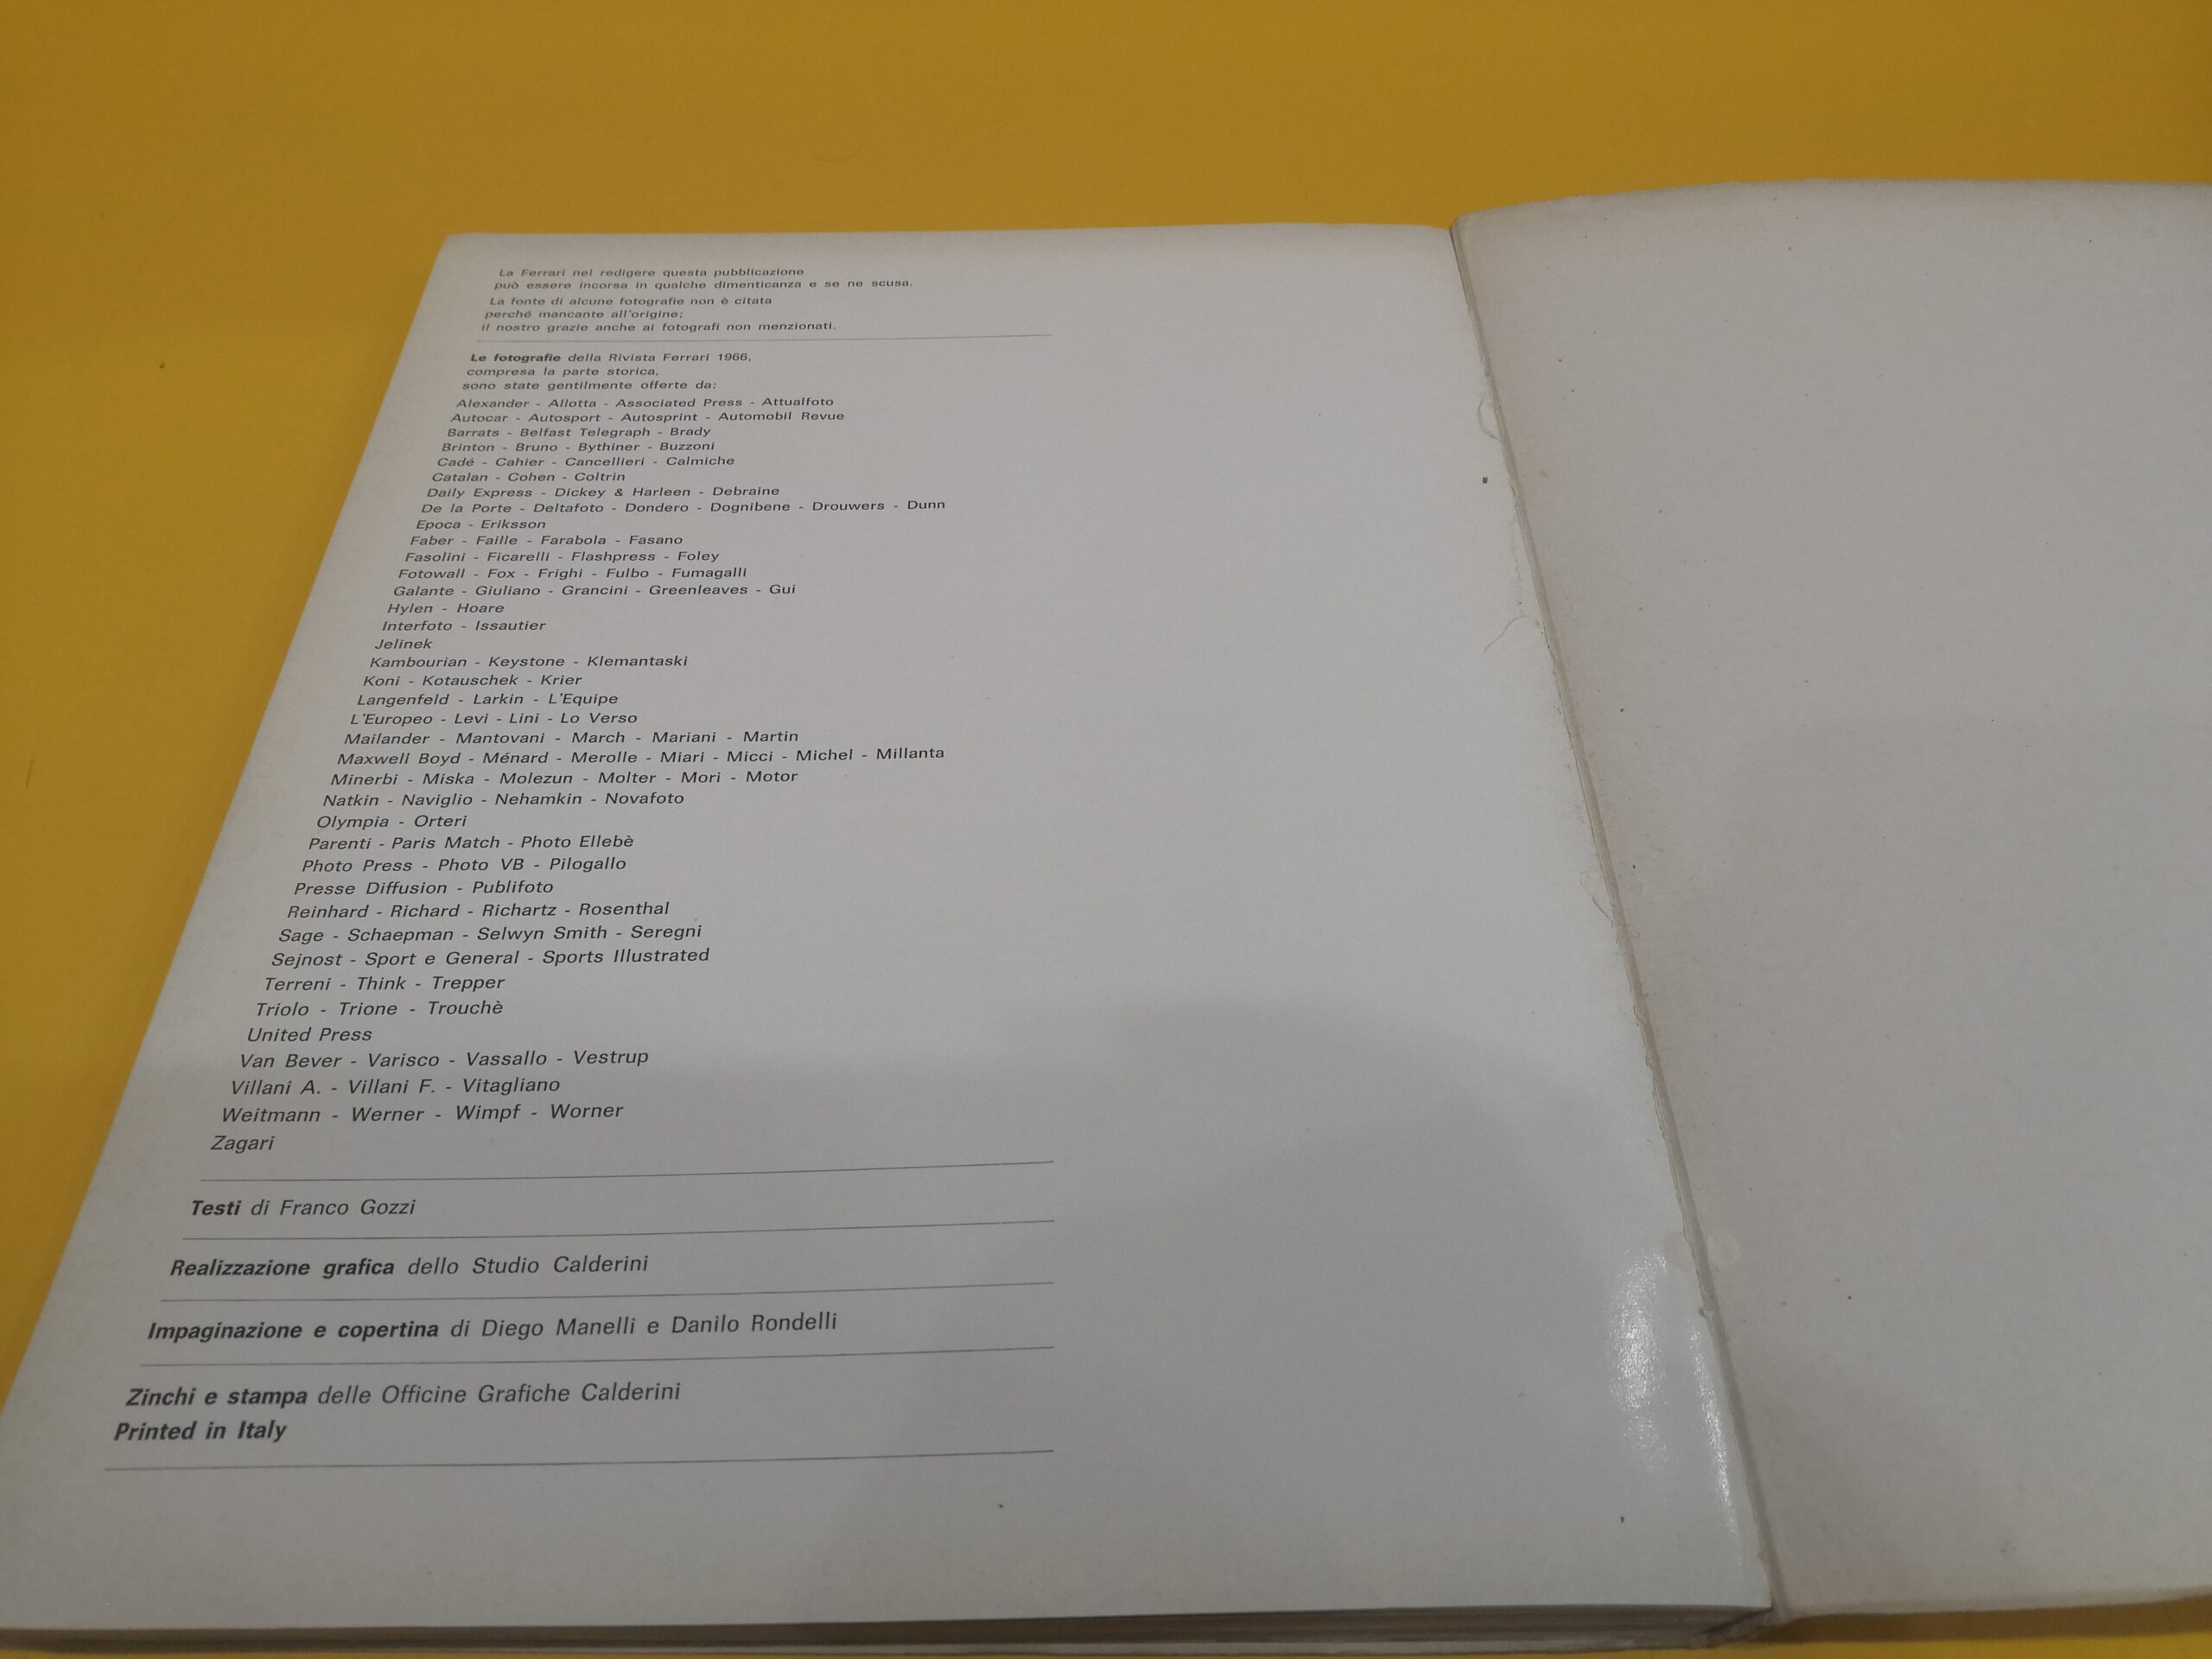 La Ferrari nel redigere questa pubblicazione
può essere incorsa in qualche dimenticanza e se ne scusa.
La fonte di alcune fotografie non è citata
perché mancante all'origine;
il nostro grazie anche ai fotografi non menzionati.
Le fotografie della Rivista Ferrari 1966,
compresa la parte storica,
sono state gentilmente offerte da:
Alexander - Allotta - Associated Press - Attualfoto
Autocar - Autosport - Autosprint - Automobil Revue
Barrats - Belfast Telegraph - Brady
Brinton - Bruno - Bythiner - Buzzoni
Cadé - Cahier - Cancellieri - Calmiche
Catalan - Cohen - Coltrin
Daily Express - Dickey & Harleen - Debraine
De la Porte - Deltafoto - Dondero - Dognibene - Drouwers - Dunn
Epoca - Eriksson
Faber - Faille - Farabola - Fasano
Fasolini - Ficarelli - Flashpress - Foley
Fotowall - Fox - Frighi - Fulbo - Fumagalli
Galante - Giuliano - Grancini - Greenleaves - Gui
Hylen - Hoare
Interfoto - Issautier
Jelinek
Kambourian - Keystone - Klemantaski
Koni - Kotauschek - Krier
Langenfeld - Larkin - L'Equipe
L'Europeo - Levi - Lini - Lo Verso
Mailander - Mantovani - March - Mariani - Martin
Maxwell Boyd - Ménard - Merolle - Miari - Micci - Michel - Millanta
Minerbi - Miska - Molezun - Molter - Mori - Motor
Natkin - Naviglio - Nehamkin - Novafoto
Olympia - Orteri
Parenti - Paris Match - Photo Ellebè
Photo Press - Photo VB - Pilogallo
Presse Diffusion - Publifoto
Reinhard - Richard - Richartz - Rosenthal
Sage - Schaepman - Selwyn Smith - Seregni
Sejnost - Sport e General - Sports Illustrated
Terreni - Think - Trepper
Triolo - Trione - Trouchè
United Press
Van Bever - Varisco - Vassallo - Vestrup
Villani A. - Villani F. - Vitagliano
Weitmann - Werner - Wimpf - Worner
Zagari
Testi di Franco Gozzi
Realizzazione grafica dello Studio Calderini
Impaginazione e copertina di Diego Manelli e Danilo Rondelli
Zinchi e stampa delle Officine Grafiche Calderini
Printed in Italy